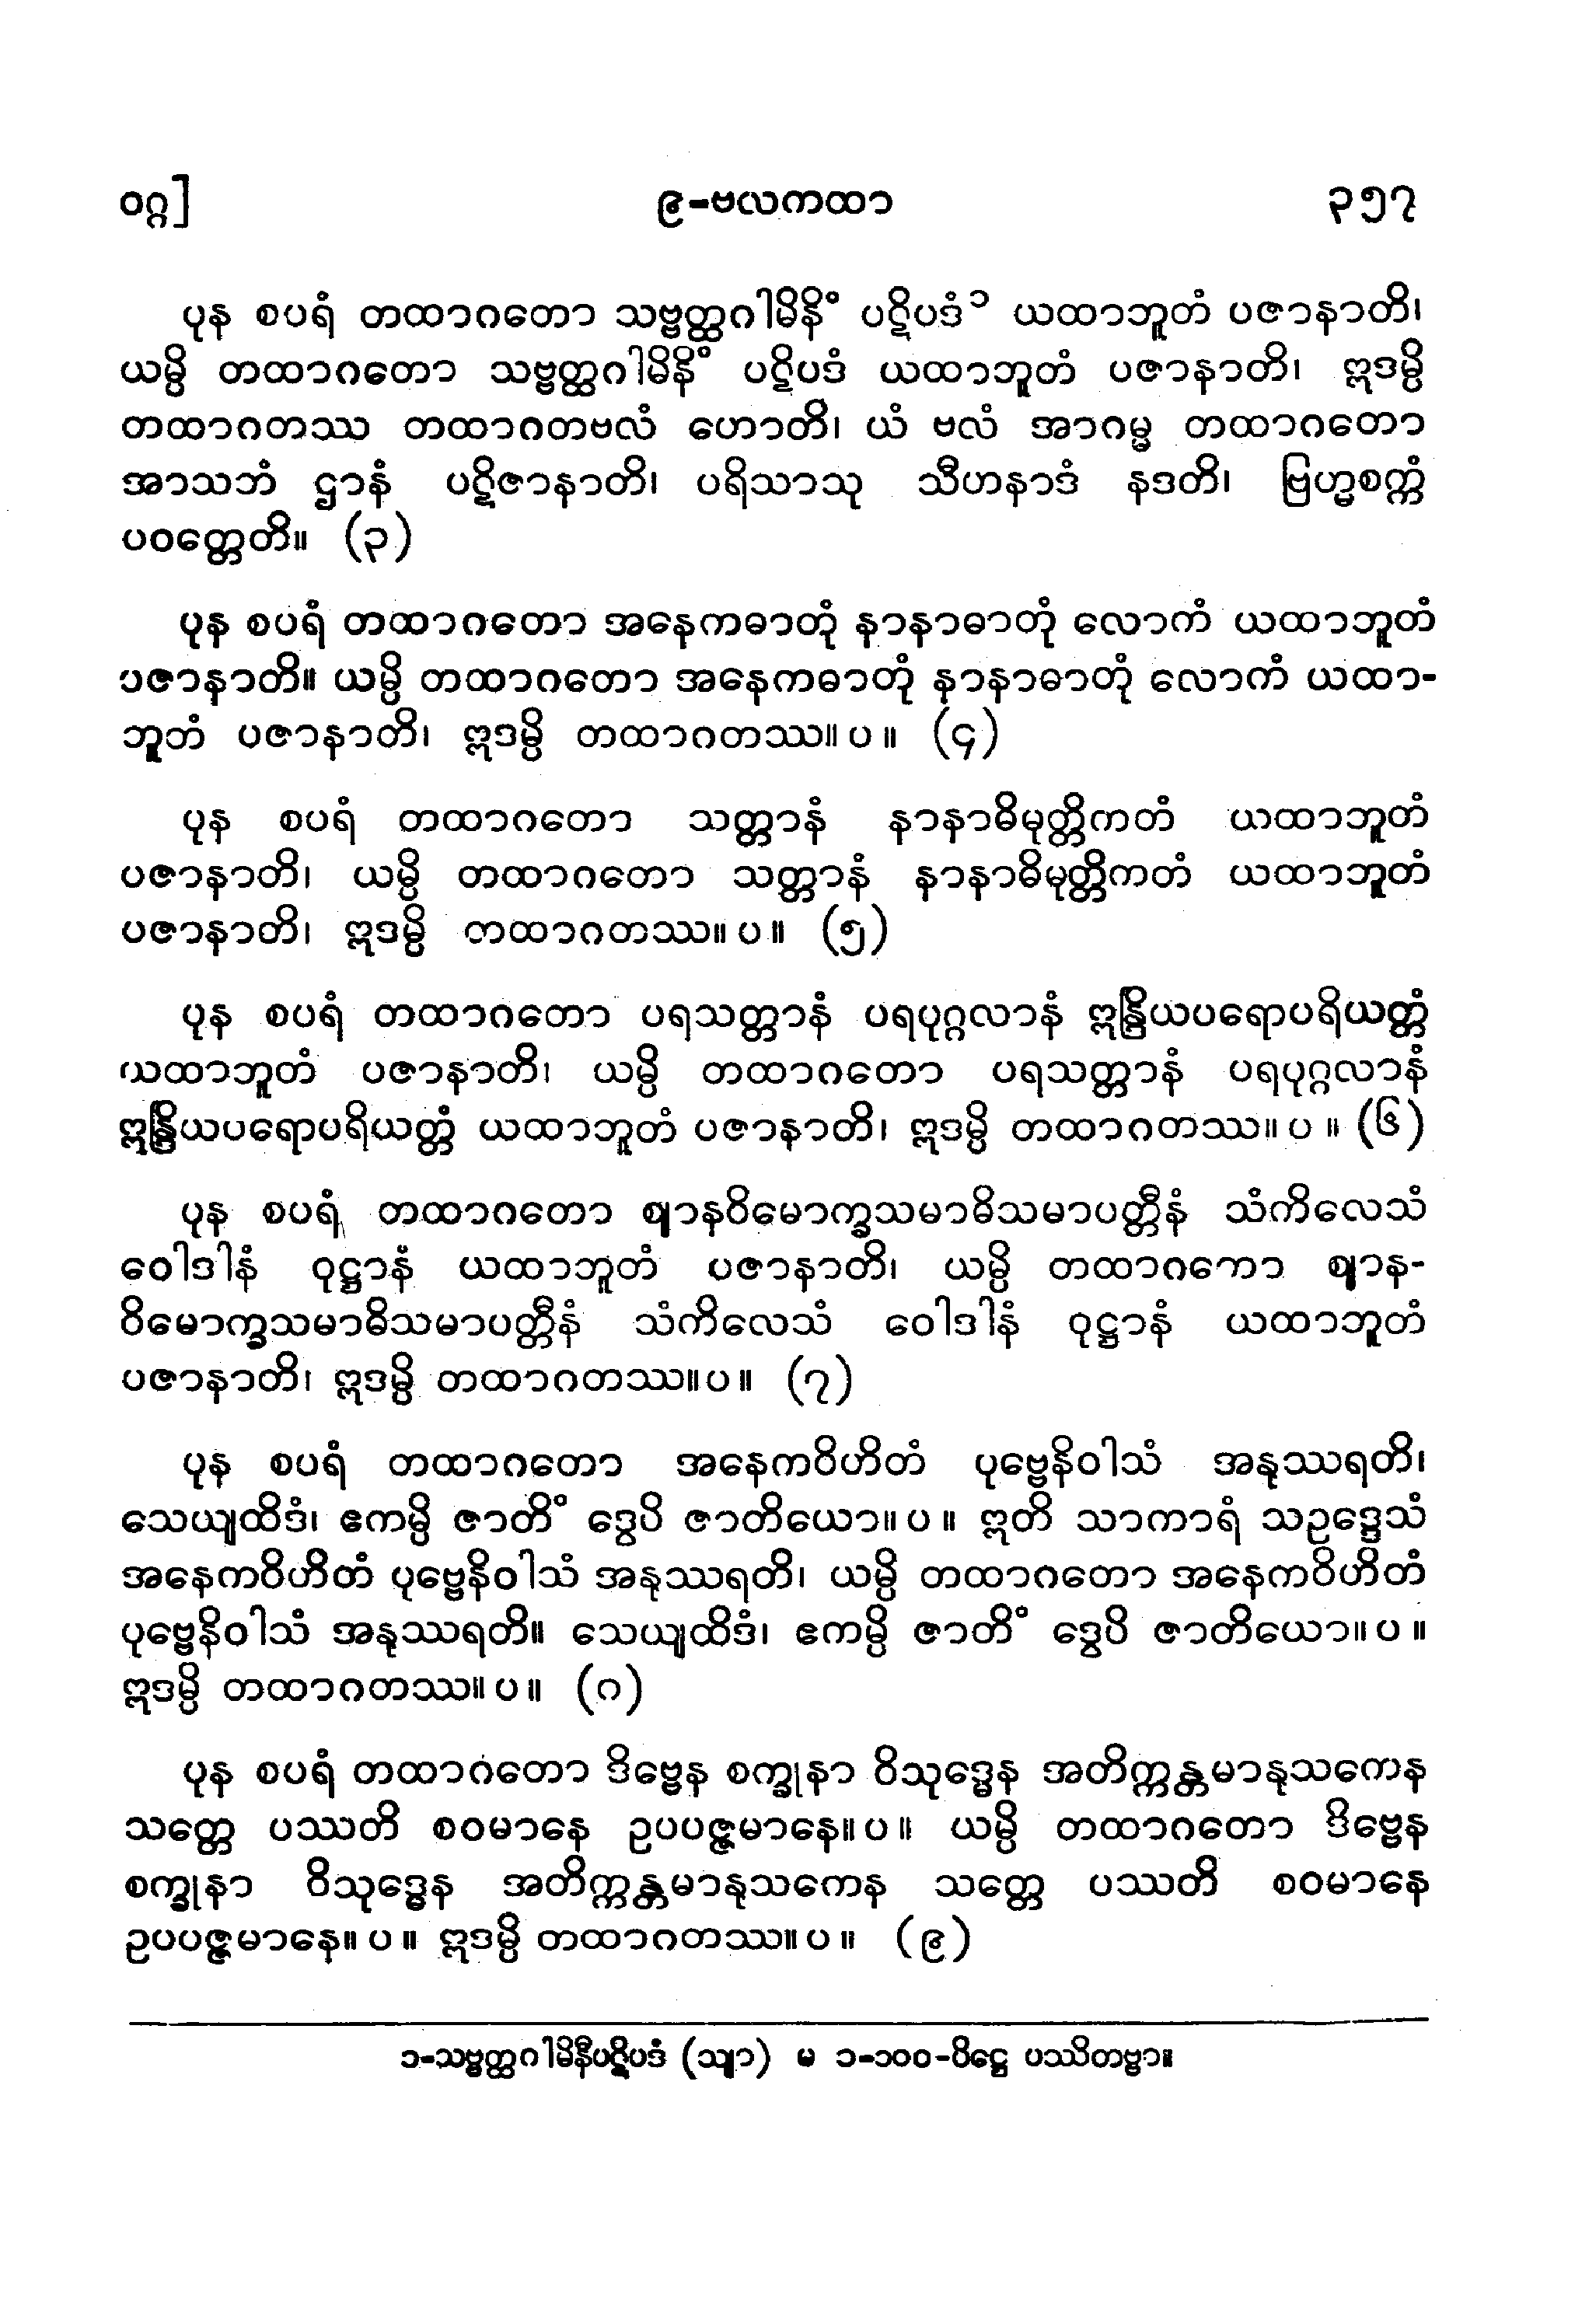 ဝဂ္ဂ] ၉-ဗလကထာ ၃၅၇
ပုန စပရံ တထာဂတော သဗ္ဗတ္ထဂါမိနိံ ပဋိပဒံ၁ ယထာဘူတံ ပဇာနာတိ၊
ယမ္ပိ တထာဂတော သဗ္ဗတ္ထဂါမိနိံ ပဋိပဒံ ယထာဘူတံ ပဇာနာတိ၊ ဣဒမ္ပိ
တထာဂတဿ တထာဂတဗလံ ဟောတိ၊ ယံ ဗလံ အာဂမ္မ တထာဂတော
အာသဘံ ဌာနံ ပဋိဇာနာတိ၊ ပရိသာသု သီဟနာဒံ နဒတိ၊ ဗြဟ္မစက္ကံ
ပဝတ္တေတိ။ (၃)
ပုန စပရံ တထာဂတော အနေကဓာတုံ နာနာဓာတုံ လောကံ ယထာဘူတံ
ပဇာနာတိ။ ယမ္ပိ တထာဂတော အနေကဓာတုံ နာနာဓာတုံ လောကံ ယထာ-
ဘူတံ ပဇာနာတိ၊ ဣဒမ္ပိ တထာဂတဿ။ ပ ။ (၄)
ပုန စပရံ တထာဂတော သတ္တာနံ နာနာဓိမုတ္တိကတံ ယထာဘူတံ
ပဇာနာတိ၊ ယမ္ပိ တထာဂတော သတ္တာနံ နာနာဓိမုတ္တိကတံ ယထာဘူတံ
ပဇာနာတိ၊ ဣဒမ္ပိ တထာဂတဿ။ ပ ။ (၅)
ပုန စပရံ တထာဂတော ပရသတ္တာနံ ပရပုဂ္ဂလာနံ ဣန္ဒြိယပရောပရိယတ္တံ
ယထာဘူတံ ပဇာနာတိ၊ ယမ္ပိ တထာဂတော ပရသတ္တာနံ ပရပုဂ္ဂလာနံ
ဣန္ဒြိယပရောပရိယတ္တံ ယထာဘူတံ ပဇာနာတိ၊ ဣဒမ္ပိ တထာဂတဿ။ ပ ။ (၆)
ပုန စပရံ တထာဂတော ဈာနဝိမောက္ခသမာဓိသမာပတ္တီနံ သံကိလေသံ
ဝေါဒါနံ ဝုဋ္ဌာနံ ယထာဘူတံ ပဇာနာတိ၊ ယမ္ပိ တထာဂကော ဈာန-
ဝိမောက္ခသမာဓိသမာပတ္တီနံ သံကိလေသံ ဝေါဒါနံ ဝုဋ္ဌာနံ ယထာဘူတံ
ပဇာနာတိ၊ ဣဒမ္ပိ တထာဂတဿ။ပ ။ (၇)
ပုန စပရံ တထာဂတော အနေကဝိဟိတံ ပုဗ္ဗေနိဝါသံ အနုဿရတိ၊
သေယျထိဒံ၊ ဧကမ္ပိ ဇာတိံ ဒွေပိ ဇာတိယော။ ပ ။ ဣတိ သာကာရံ သဥဒ္ဒေသံ
အနေကဝိဟိတံ ပုဗ္ဗေနိဝါသံ အနုဿရတိ၊ ယမ္ပိ တထာဂတော အနေကဝိဟိတံ
ပုဗ္ဗေနိဝါသံ အနုဿရတိ။ သေယျထိဒံ၊ ဧကမ္ပိ ဇာတိံ ဒွေပိ ဇာတိယော။ ပ ။
ဣဒမ္ပိ တထာဂတဿ။ ပ ။ (ဂ)
ပုန စပရံ တထာဂတော ဒိဗ္ဗေန စက္ခုနာ ဝိသုဒ္ဓေန အတိက္ကန္တမာနုသကေန
သတ္တေ ပဿတိ စဝမာနေ ဥပပဇ္ဇမာနေ။ ပ ။ ယမ္ပိ တထာဂတော ဒိဗ္ဗေန
စက္ခုနာ ဝိသုဒ္ဓေန အတိက္ကန္တမာနုသကေန သတ္တေ ပဿတိ စဝမာနေ
ဥပပဇ္ဇမာနေ။ ပ ။ ဣဒမ္ပိ တထာဂတဿ။ ပ ။ (၉)
၁-သဗ္ဗတ္ထဂါမိနီပဋိပဒံ (သျာ) မ ၁-၁၀၀-ပိဋ္ဌေ ပဿိတဗ္ဗာ။